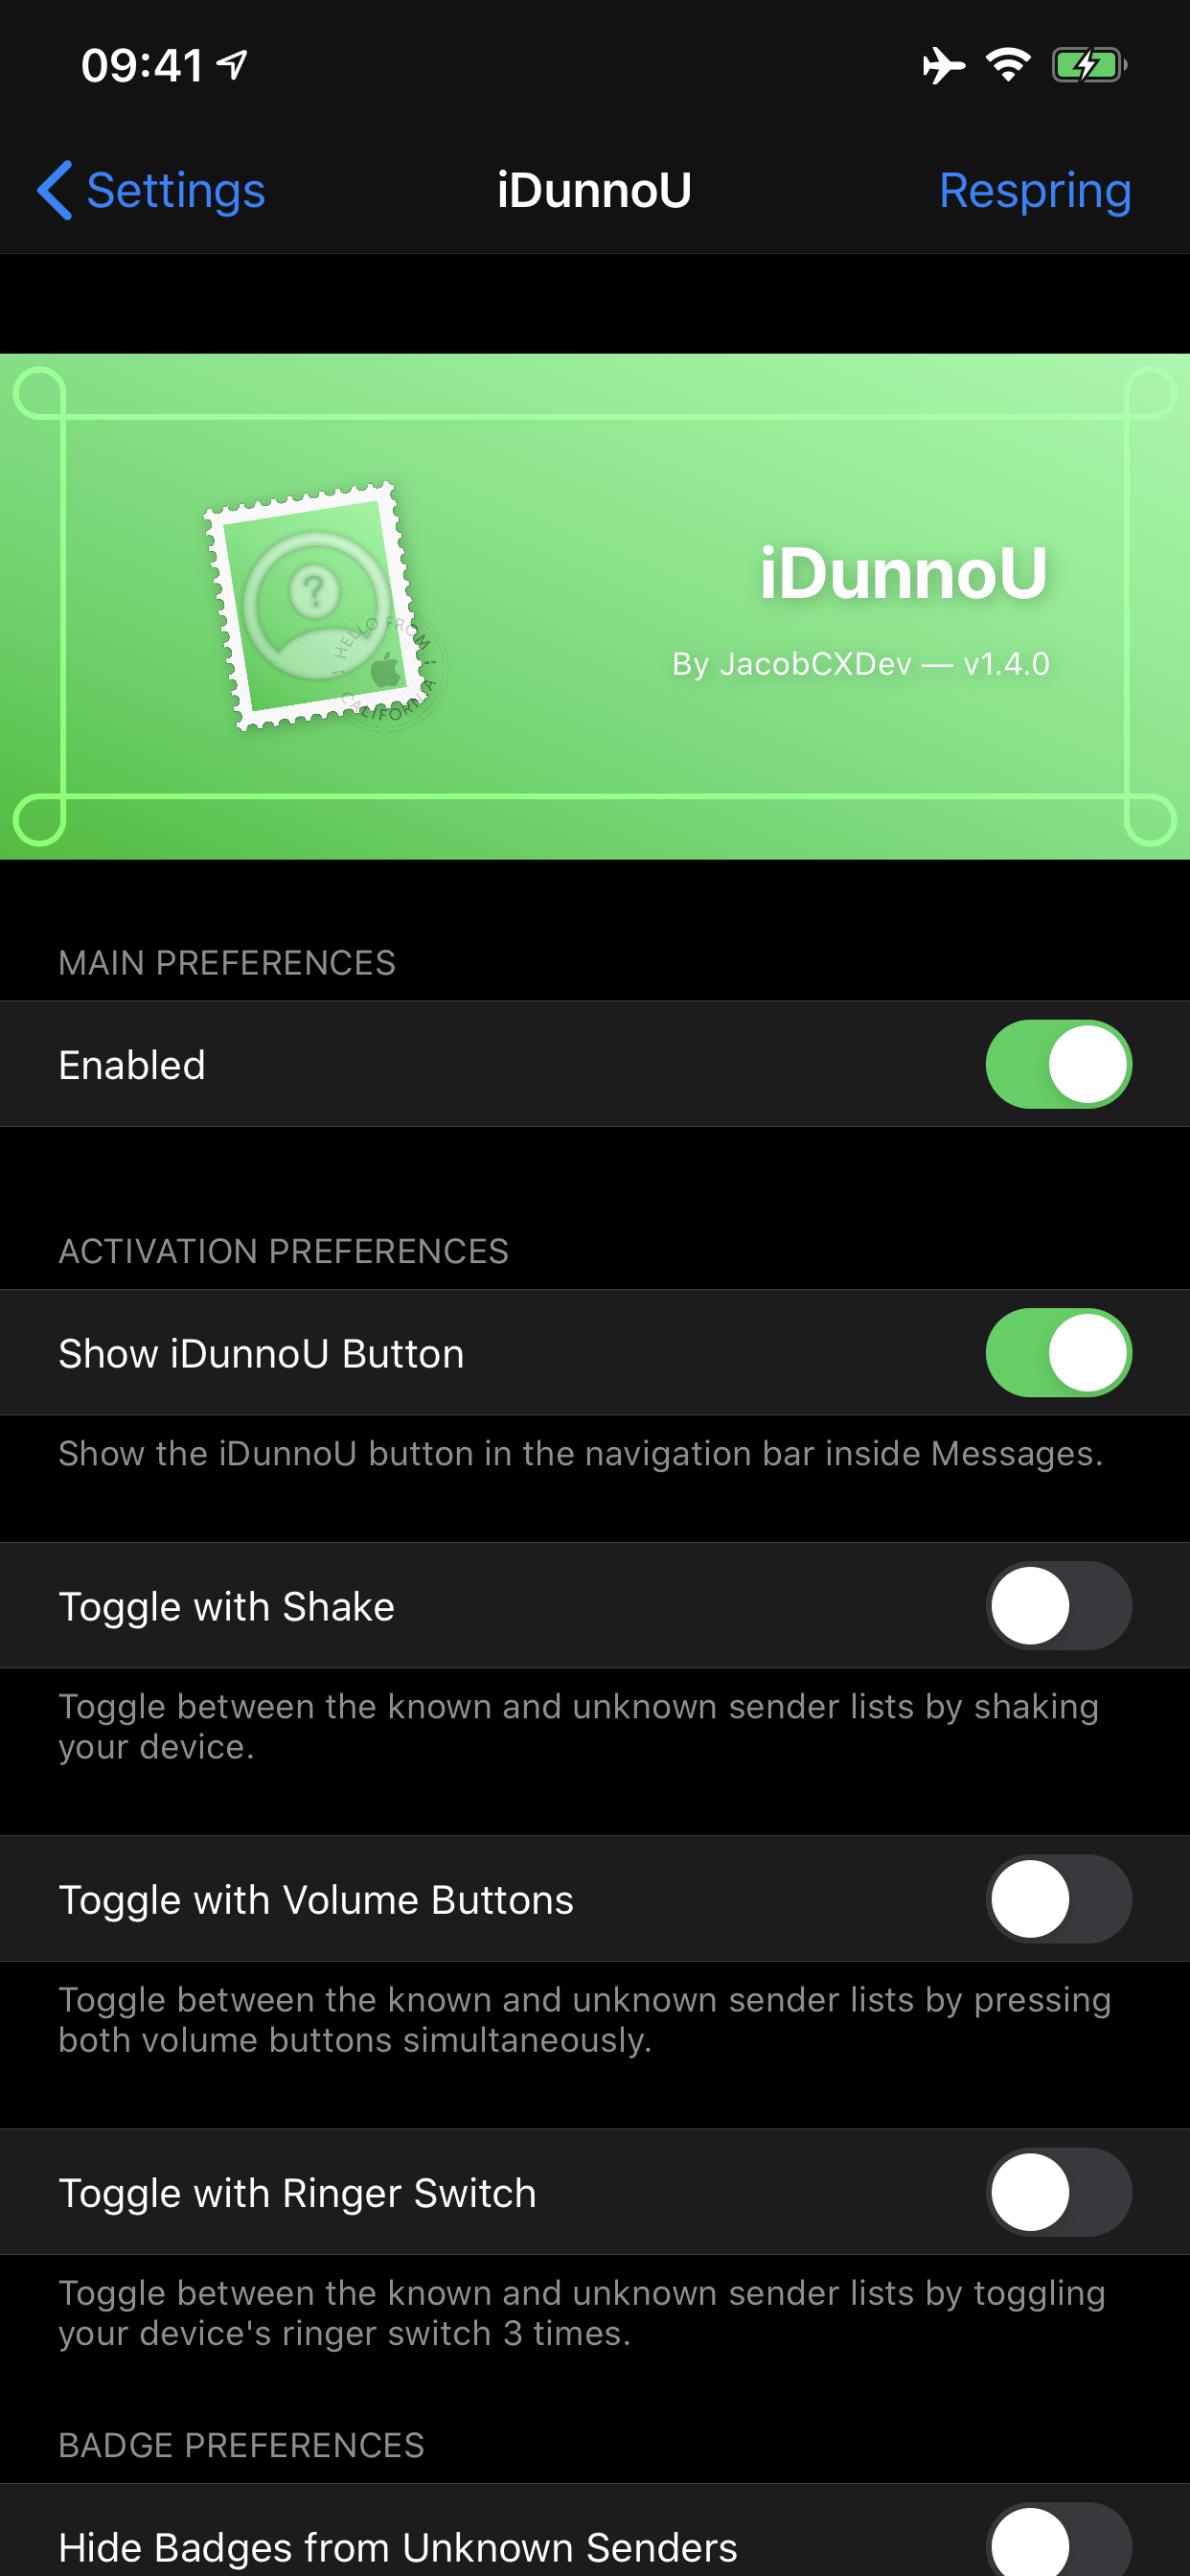 09:41
Settings
iDunnoU
Respring
?
HELLO FROM
CALIFORNIA
iDunnoU
By JacobCXDev — v1.4.0
MAIN PREFERENCES
Enabled
ACTIVATION PREFERENCES
Show iDunnoU Button
Show the iDunnoU button in the navigation bar inside Messages.
Toggle with Shake
Toggle between the known and unknown sender lists by shaking
your device.
Toggle with Volume Buttons
Toggle between the known and unknown sender lists by pressing
both volume buttons simultaneously.
Toggle with Ringer Switch
Toggle between the known and unknown sender lists by toggling
your device's ringer switch 3 times.
BADGE PREFERENCES
Hide Badges from Unknown Senders